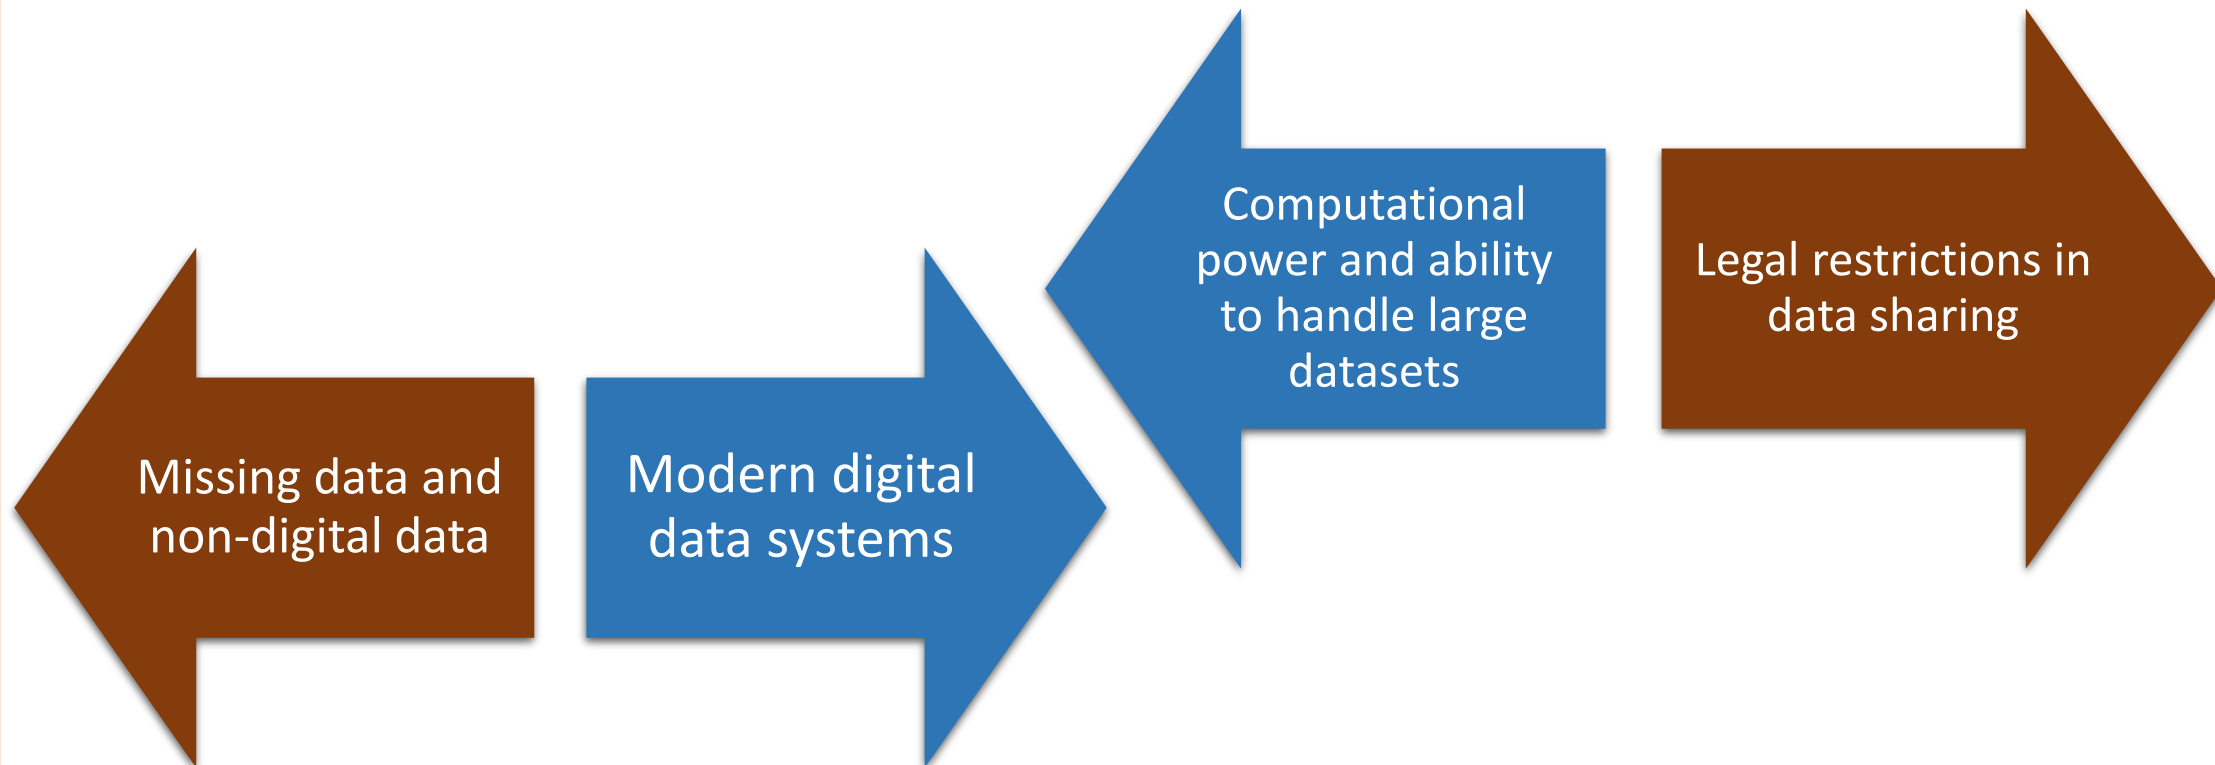 Missing data and
non-digital data
Modern digital
data systems
Computational
power and ability
to handle large
datasets
Legal restrictions in
data sharing